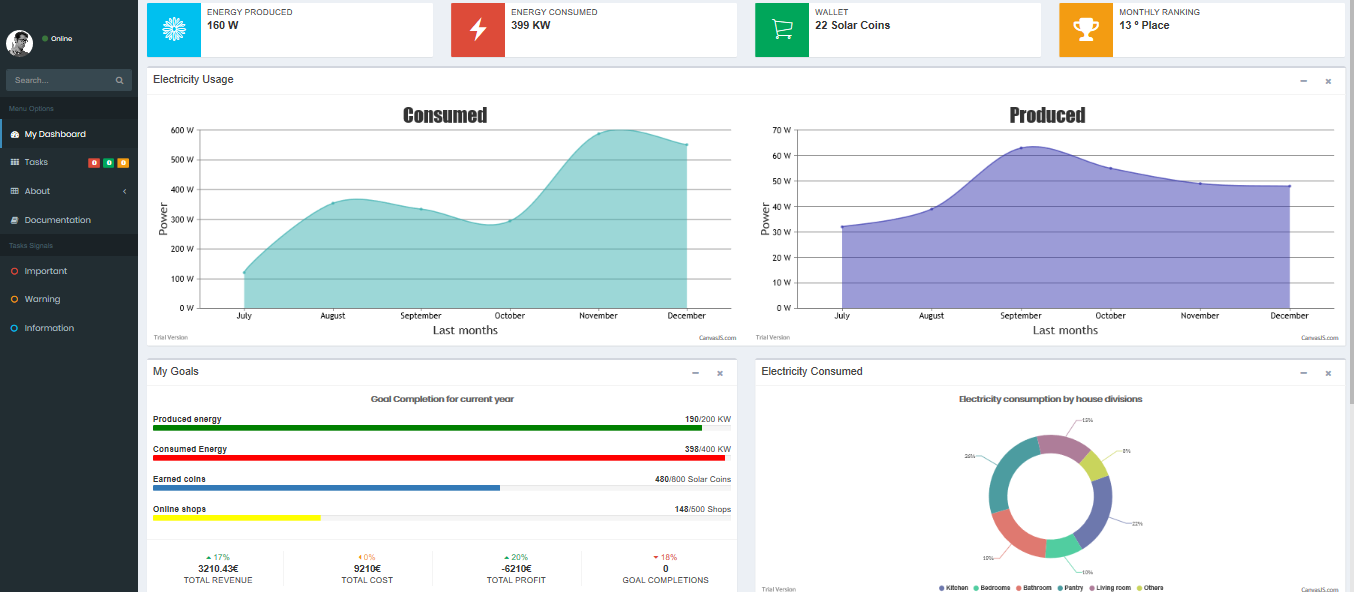 Online
Search...
Menu Options
My Dashboard
Tasks 0 0 0
About
Documentation
Tasks Signals
Important
Warning
Information
ENERGY PRODUCED
160 W
ENERGY CONSUMED
399 KW
WALLET
22 Solar Coins
MONTHLY RANKING
13 º Place
Electricity Usage
Consumed
600 W
500 W
400 W
300 W
200 W
100 W
0 W
Power
July August September October November December
Last months
Trial Version
CanvasJS.com
Produced
70 W
60 W
50 W
40 W
30 W
20 W
10 W
0 W
Power
July August September October November December
Last months
Trial Version
CanvasJS.com
My Goals
Goal Completion for current year
Produced energy 190/200 KW
Consumed Energy 398/400 KW
Earned coins 480/800 Solar Coins
Online shops 148/500 Shops
17% 0% 20% 18%
3210.43€ 9210€ -6210€ 0
TOTAL REVENUE TOTAL COST TOTAL PROFIT GOAL COMPLETIONS
Electricity Consumed
Electricity consumption by house divisions
8%
22%
10%
Kitchen Bedrooms Bathroom Pantry Living room Others
Trial Version
CanvasJS.com